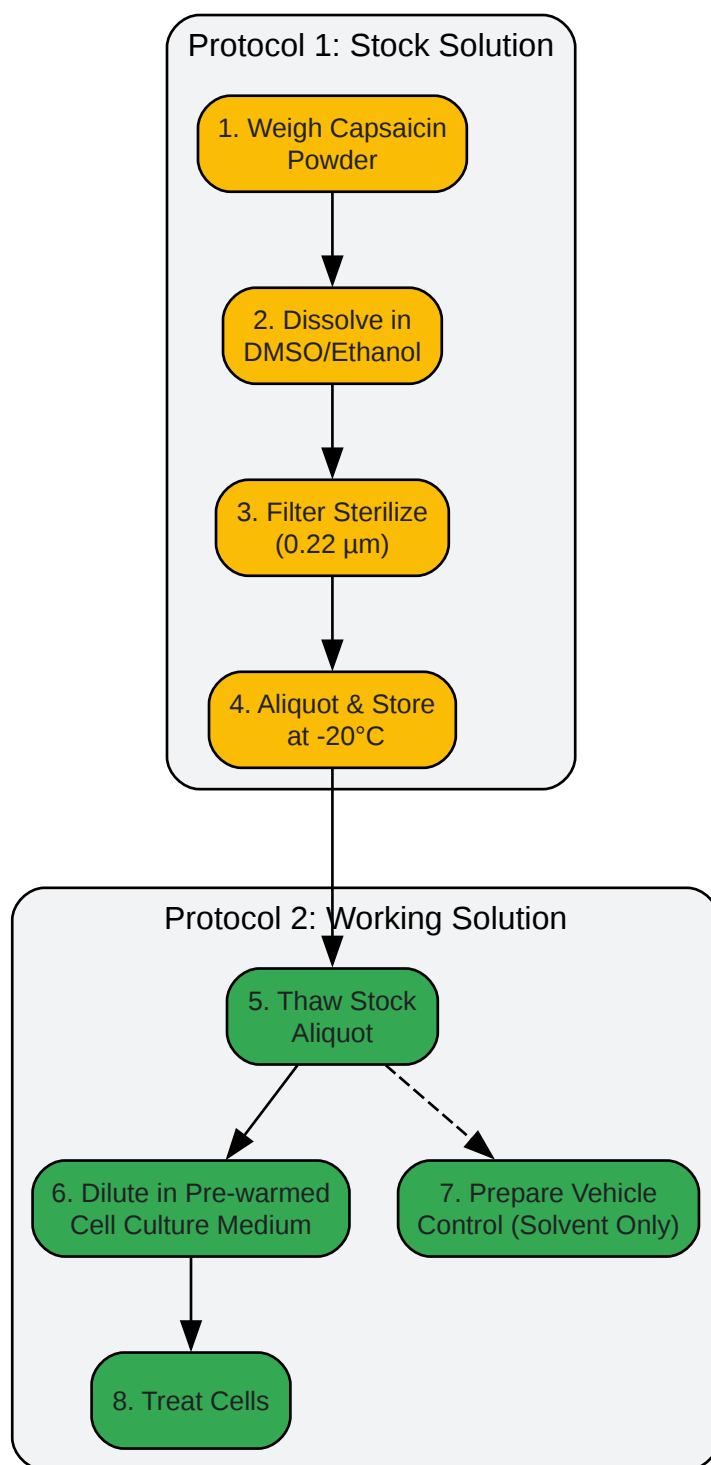 Protocol 1: Stock Solution
1. Weigh Capsaicin
Powder
2. Dissolve in
DMSO/Ethanol
3. Filter Sterilize
(0.22 µm)
4. Aliquot & Store
at -20°C
Protocol 2: Working Solution
5. Thaw Stock
Aliquot
6. Dilute in Pre-warmed
Cell Culture Medium
7. Prepare Vehicle
Control (Solvent Only)
8. Treat Cells